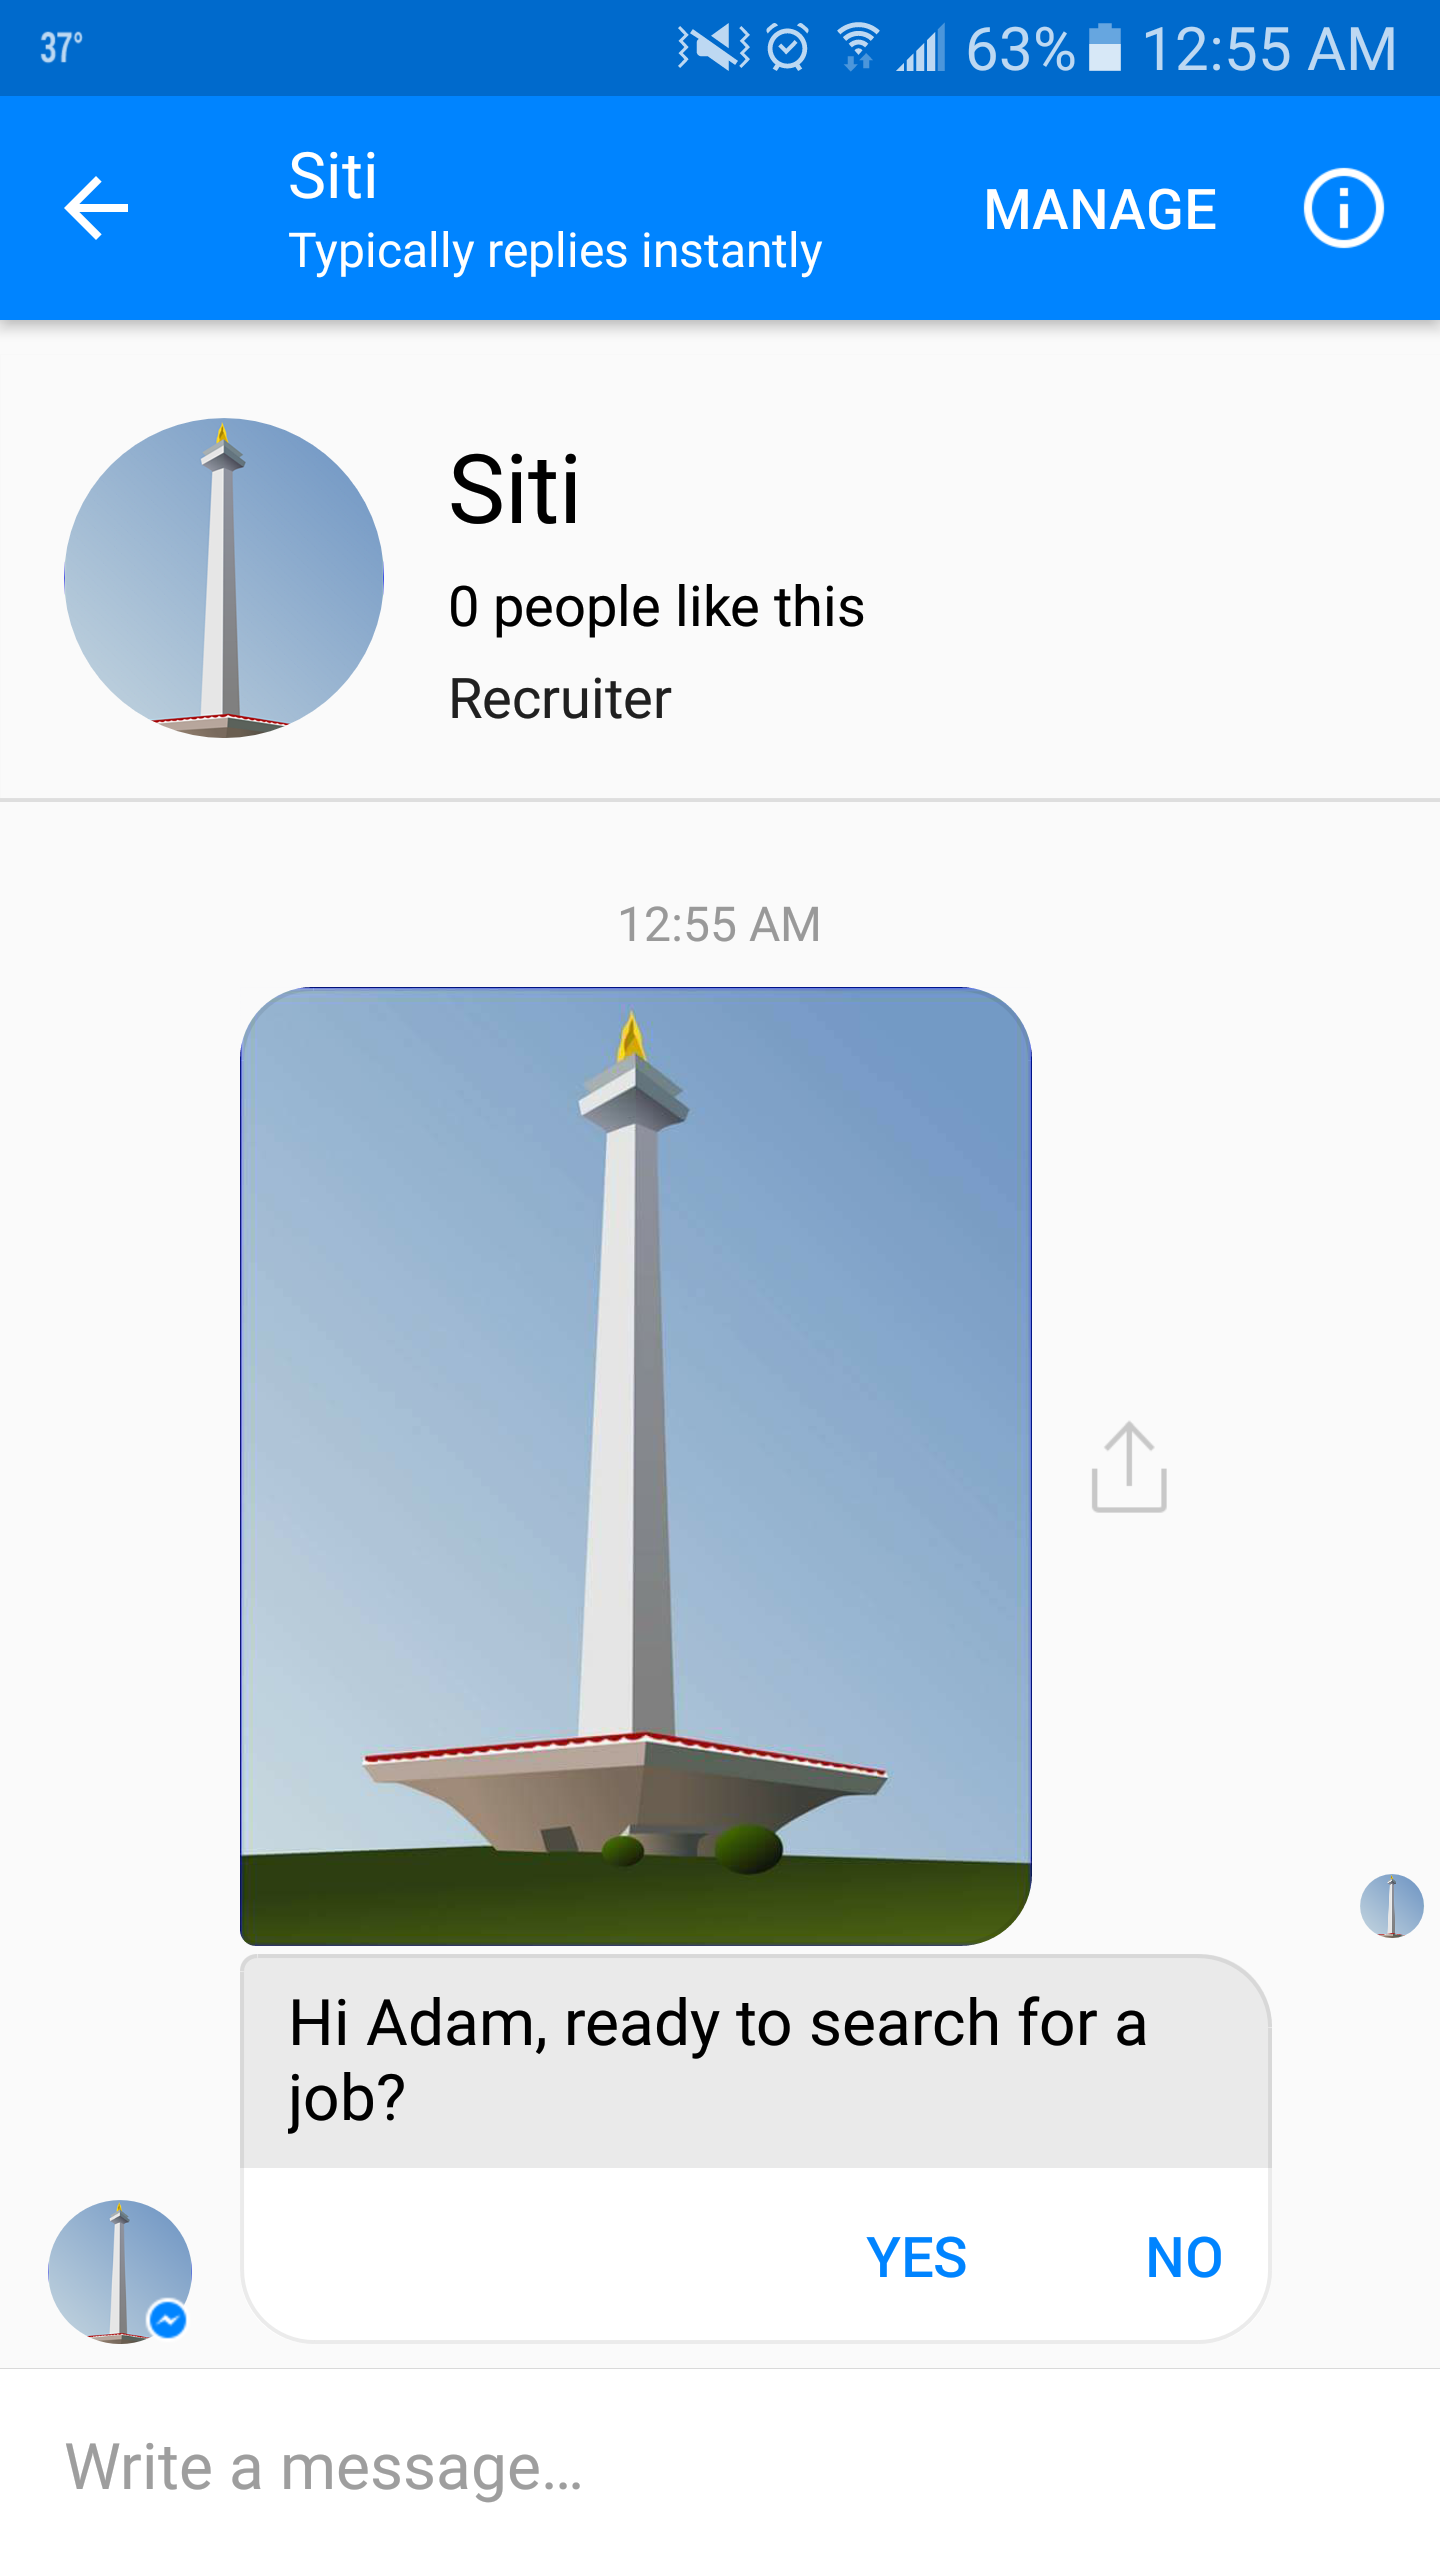 37° 63% 12:55 AM
Siti
Typically replies instantly
MANAGE
Siti
0 people like this
Recruiter
12:55 AM
Hi Adam, ready to search for a
job?
YES NO
Write a message...